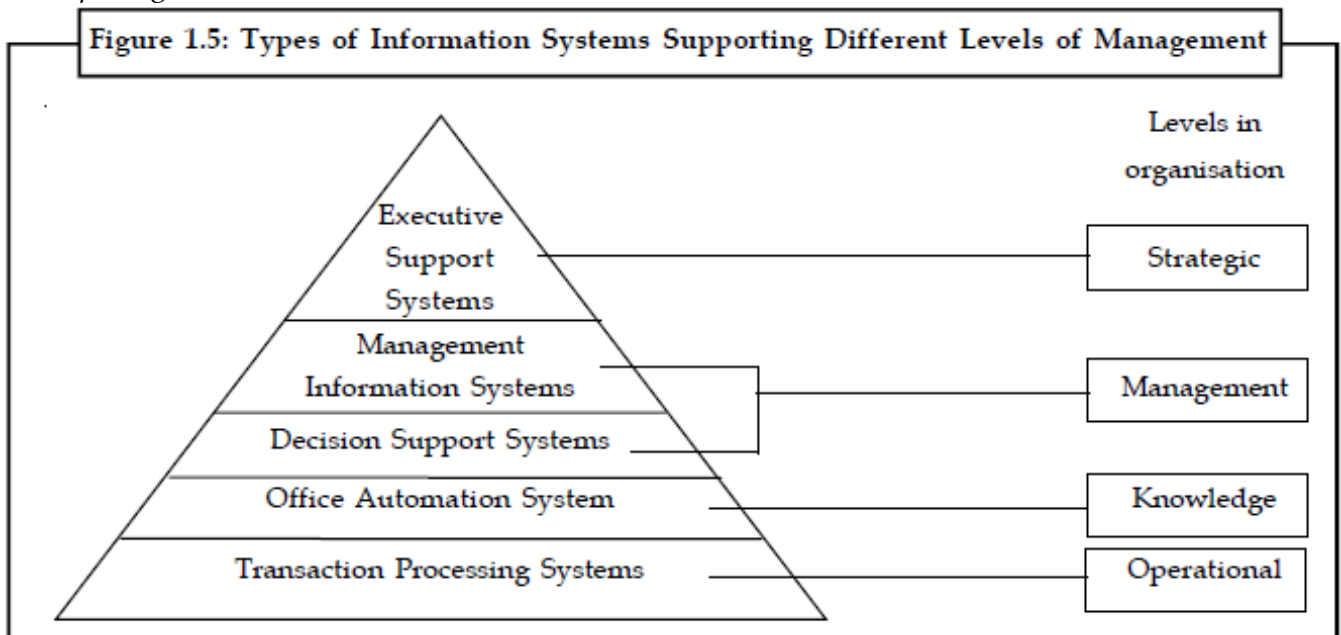 Figure 1.5: Types of Information Systems Supporting Different Levels of Management
Levels in
organisation
Executive
Support
Systems
Strategic
Management
Information Systems
Management
Decision Support Systems
Office Automation System
Knowledge
Transaction Processing Systems
Operational